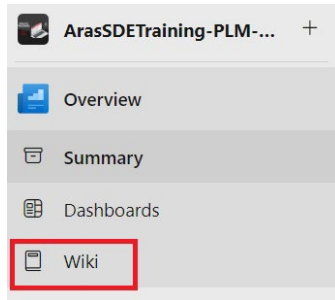 ArasSDETraining-PLM-... +
Overview
Summary
Dashboards
Wiki